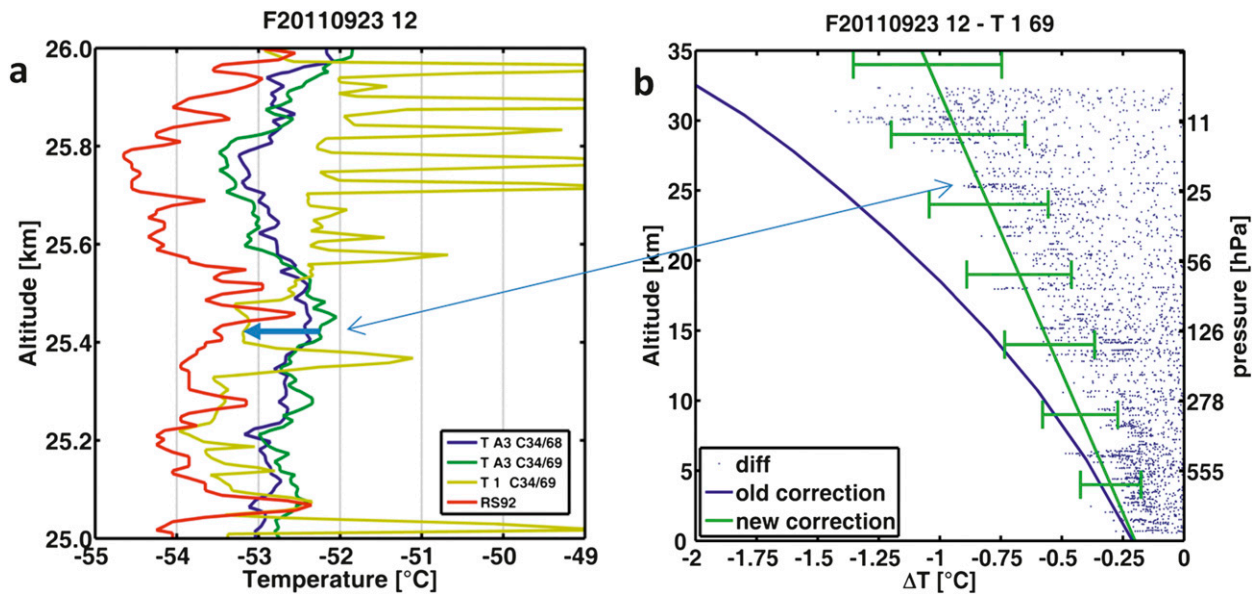 F20110923 12
a
26.0
25.8
25.6
25.4
25.2
25.0
Altitude [km]
-55 -54 -53 -52 -51 -50 -49
Temperature [°C]
T A3 C34/68
T A3 C34/69
T 1 C34/69
RS92
F20110923 12 - T 1 69
b
35
30
25
20
15
10
5
0
Altitude [km]
11
25
56
126
278
555
pressure [hPa]
-2 -1.75 -1.5 -1.25 -1 -0.75 -0.5 -0.25 0
ΔT [°C]
diff
old correction
new correction